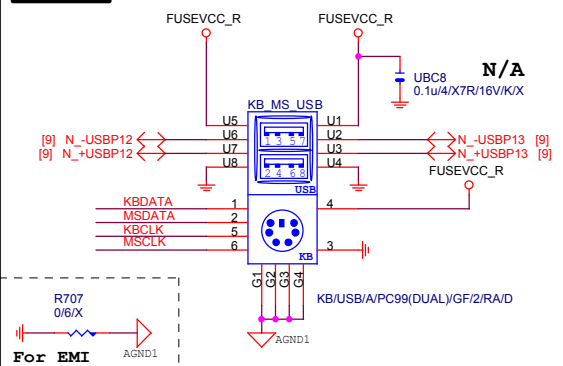 FUSEVCC_R FUSEVCC_R
N/A
UBC8
0.1u/4/X7R/16V/K/X
KB_MS_USB
U5 U1
[9] N_-USBP12 U6 U2 N_-USBP13 [9]
[9] N_+USBP12 U7 U3 N_+USBP13 [9]
U8 U4
1 3 5 7
2 4 6 8
USB
FUSEVCC_R
KBDATA 1 4
MSDATA 2
KBCLK 5
MSCLK 6 3
KB
G1 G2 G3 G4
KB/USB/A/PC99(DUAL)/GF/2/RA/D
R707
0/6/X
AGND1
For EMI
AGND1